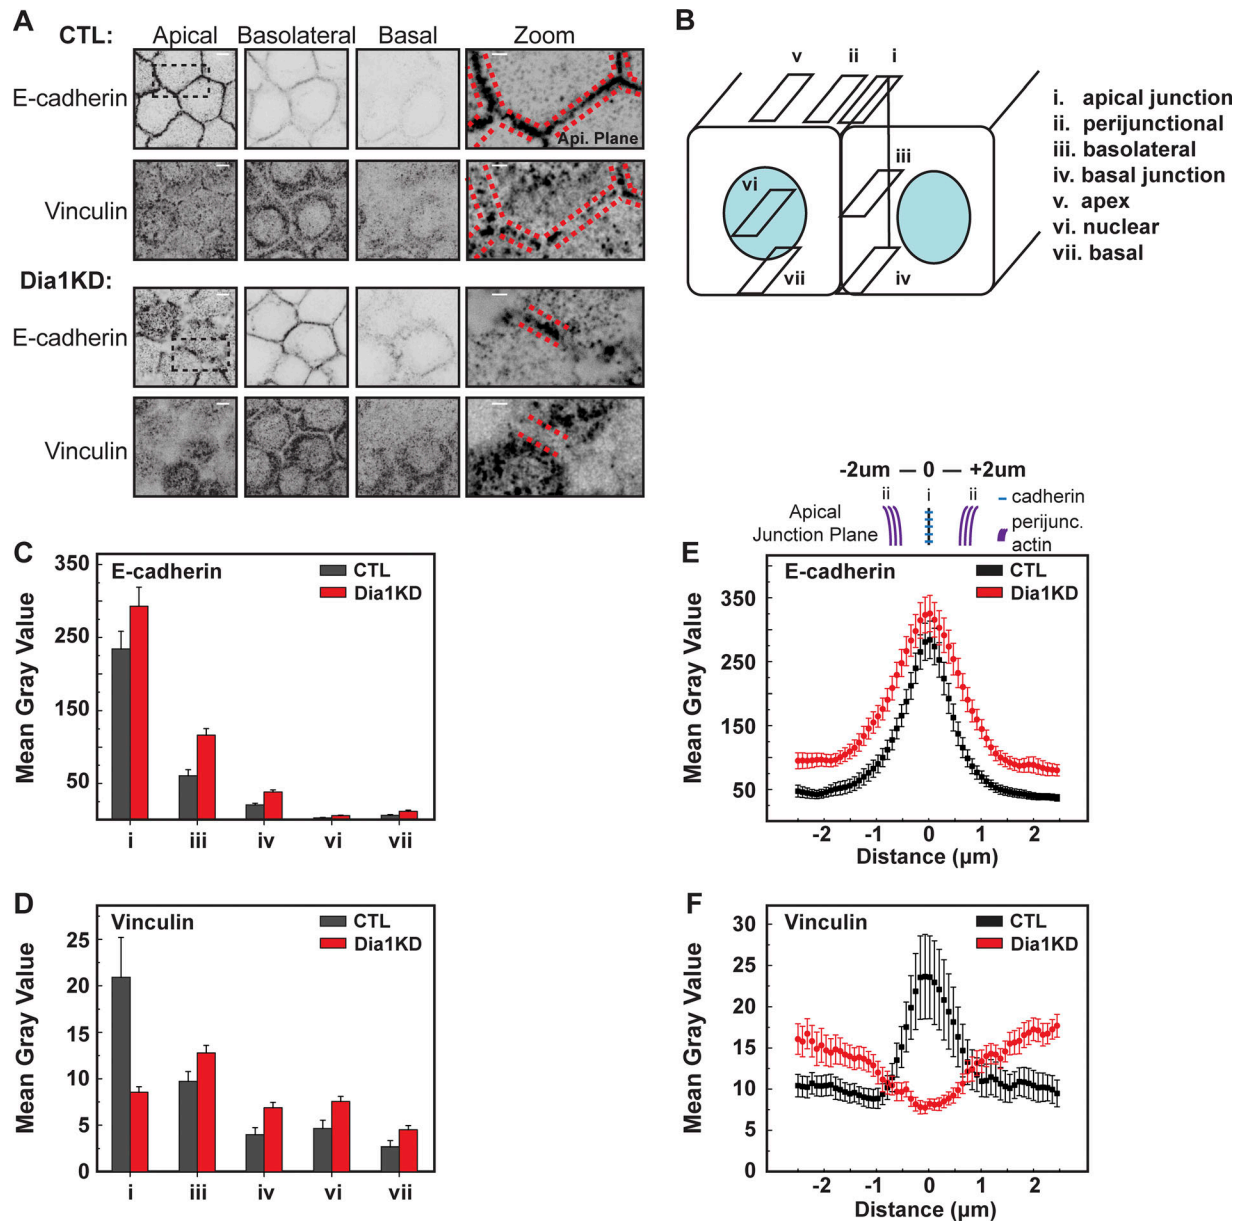 A
CTL: Apical Basolateral Basal Zoom
E-cadherin
Api. Plane
Vinculin
Dia1KD:
E-cadherin
Vinculin
B
v ii i
iii
vi
vii iv
i. apical junction
ii. perijunctional
iii. basolateral
iv. basal junction
v. apex
vi. nuclear
vii. basal
C
E-cadherin
CTL
Dia1KD
Mean Gray Value
350
250
150
50
i iii iv vi vii
D
Vinculin
CTL
Dia1KD
Mean Gray Value
25
20
15
10
5
0
i iii iv vi vii
-2um — 0 — +2um
ii i ii
Apical
Junction Plane
cadherin
perijunc.
actin
E
E-cadherin
CTL
Dia1KD
Mean Gray Value
350
250
150
50
-2 -1 0 1 2
Distance (µm)
F
Vinculin
CTL
Dia1KD
Mean Gray Value
30
25
20
15
10
5
0
-2 -1 0 1 2
Distance (µm)